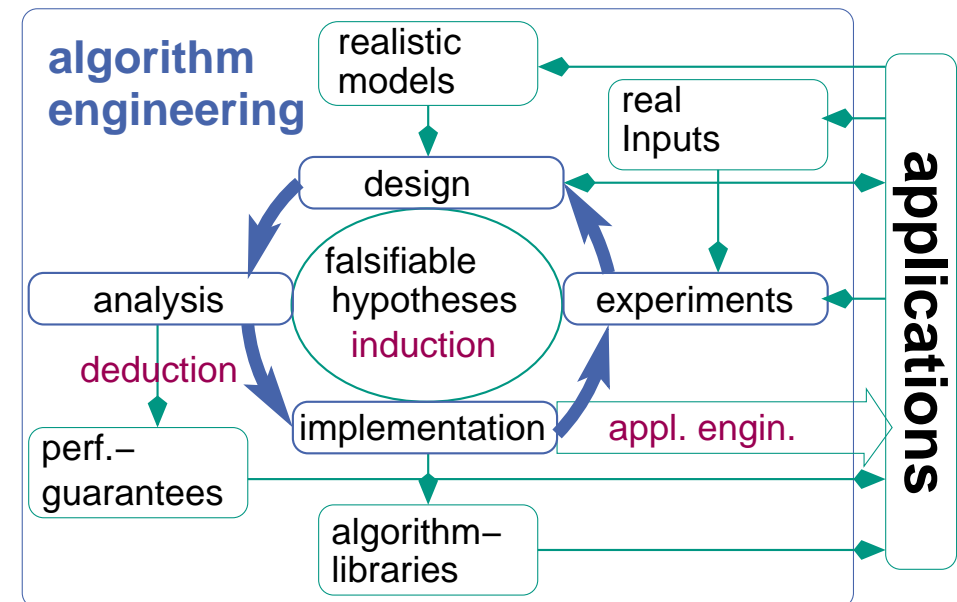 algorithm
engineering
realistic
models
real
Inputs
design
falsifiable
hypotheses
induction
analysis
experiments
deduction
implementation
appl. engin.
perf.−
guarantees
algorithm−
libraries
applications